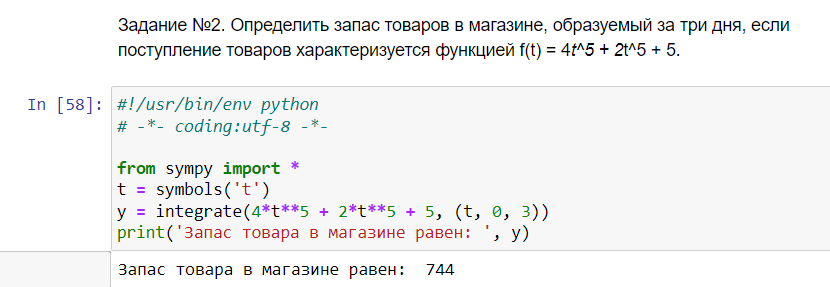 Задание №2. Определить запас товаров в магазине, образуемый за три дня, если
поступление товаров характеризуется функцией f(t) = 4t^5 + 2t^5 + 5.
In [58]: #!/usr/bin/env python
# -*- coding:utf-8 -*-
from sympy import *
t = symbols('t')
y = integrate(4*t**5 + 2*t**5 + 5, (t, 0, 3))
print('Запас товара в магазине равен: ', y)
Запас товара в магазине равен:  744